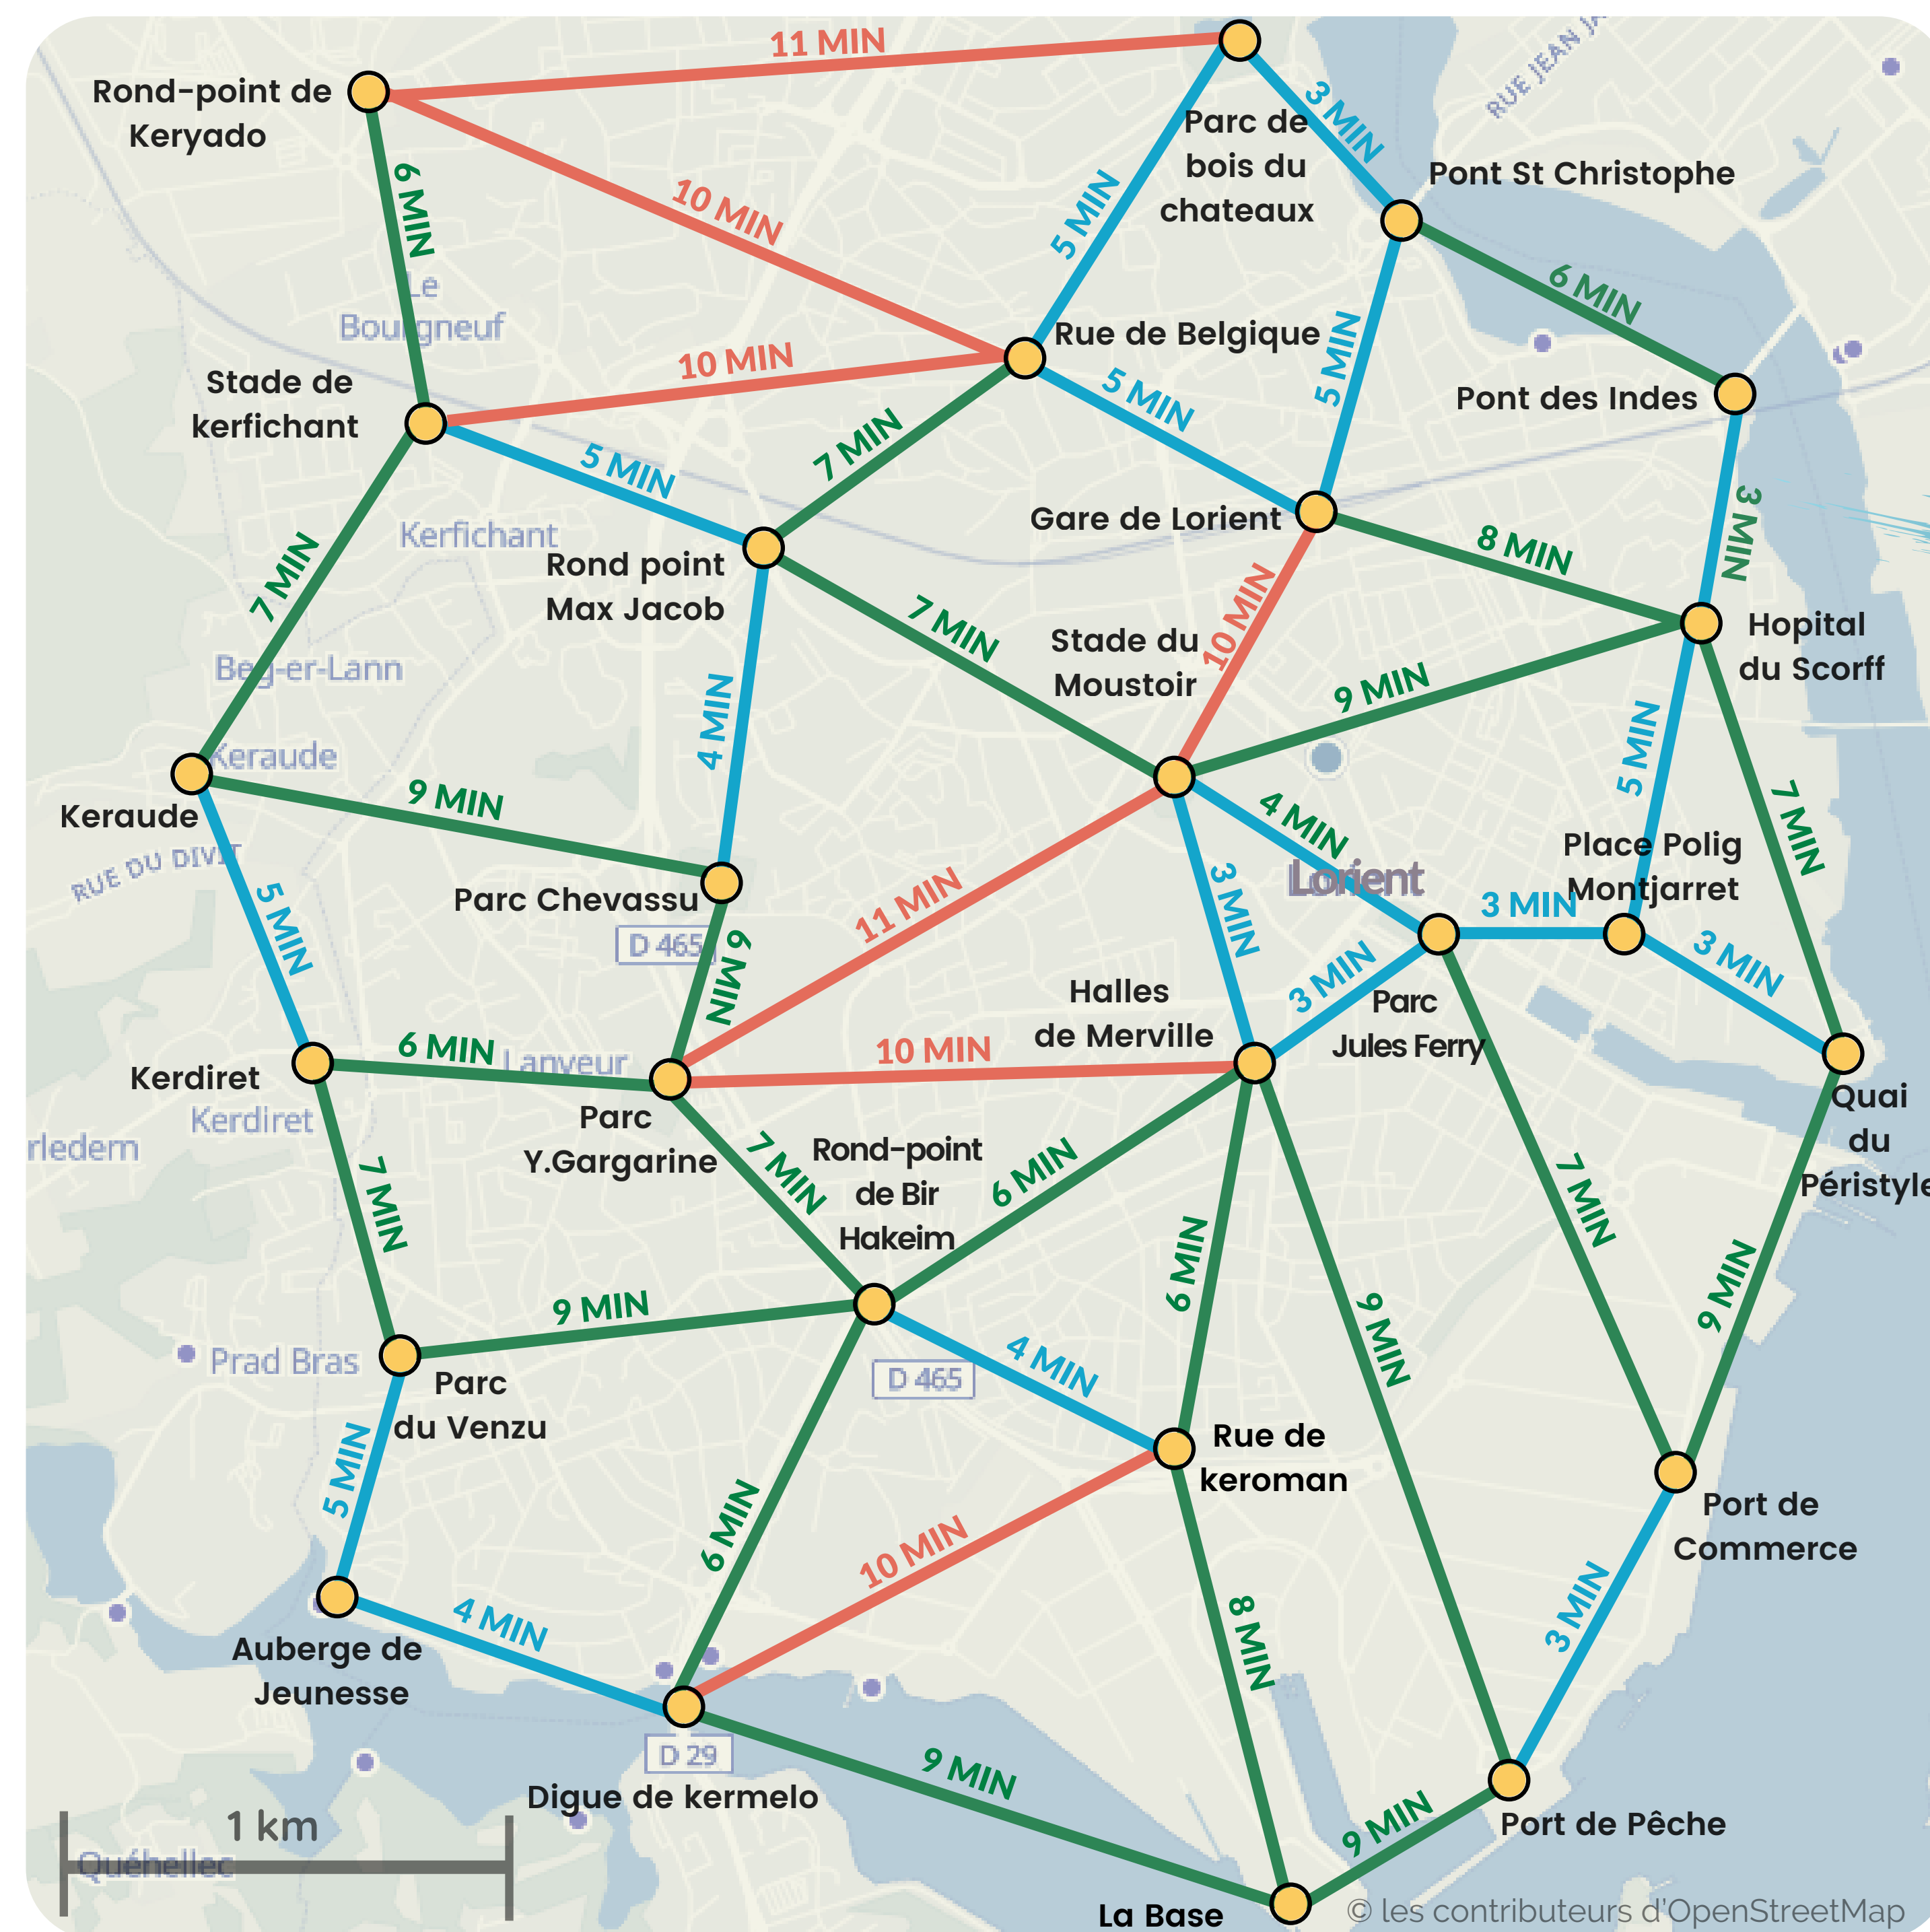 11 MIN
RUE JEAN JA
Rond-point de
Keryado
3 MIN
Parc de
bois du
chateaux
Pont St Christophe
6 MIN
10 MIN
5 MIN
6 MIN
Le
Bourgneuf
Rue de Belgique
5 MIN
10 MIN
Stade de
kerfichant
5 MIN
Pont des Indes
5 MIN
7 MIN
3 MIN
Kerfichant
Gare de Lorient
8 MIN
7 MIN
Rond point
Max Jacob
10 MIN
7 MIN
Stade du
Moustoir
Hopital
du Scorff
Beg-er-Lann
9 MIN
4 MIN
5 MIN
Keraude
Keraude
9 MIN
4 MIN
7 MIN
RUE DU DIVIT
Place Polig
Montjarret
Lorient
Parc Chevassu
11 MIN
3 MIN
3 MIN
5 MIN
D 465
6 MIN
3 MIN
3 MIN
Halles
de Merville
Parc
Jules Ferry
6 MIN
Lanveur
10 MIN
Kerdiret
Kerdiret
Quai
du
Péristyle
Parc
Y.Gargarine
rledem
7 MIN
Rond-point
de Bir
Hakeim
6 MIN
7 MIN
7 MIN
6 MIN
9 MIN
9 MIN
9 MIN
Prad Bras
D 465
4 MIN
Parc
du Venzu
Rue de
keroman
5 MIN
6 MIN
10 MIN
Port de
Commerce
4 MIN
3 MIN
8 MIN
Auberge de
Jeunesse
D 29
9 MIN
Digue de kermelo
1 km
9 MIN
Port de Pêche
Quéhellec
La Base
© les contributeurs d'OpenStreetMap